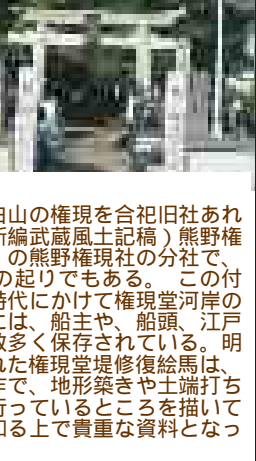 白山の権現を合祀旧社あれ
新編武蔵風土記稿）熊野権
の熊野権現社の分社で、
の起りでもある。　この付
時代にかけて権現堂河岸の
には、船主や、船頭、江戸
数多く保存されている。明
れた権現堂堤修復絵馬は、
作で、地形築きや土端打ち
行っているところを描いて
知る上で貴重な資料となっ